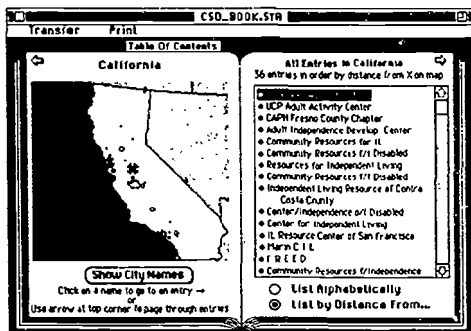 CSD_BOOK.STA
Transfer Print
Table Of Contents
California
Show City Names
Click on a name to go to an entry →
or
Use arrow at top corner to page through entries
All Entries in California
36 entries in order by distance from X on map
UCP Adult Activity Center
CAPH Fresno County Chapter
Adult Independence Develop. Center
Community Resources for IL
Community Resources f/t Disabled
Resources for Independent Living
Community Resources f/t Disabled
Independent Living Resource of Contra
Costa County
Center/Independence o/t Disabled
Center for Independent Living
IL Resource Center of San Francisco
Marin C I L
F R E E D
Community Resources f/Independence
List Alphabetically
List by Distance From...